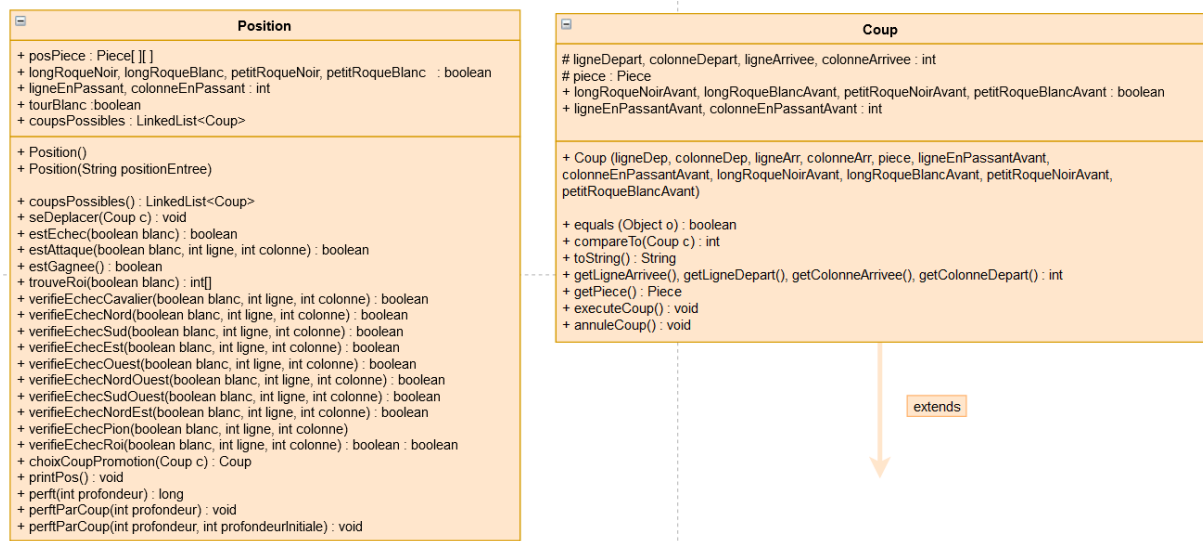 Position
+ posPiece : Piece[ ][ ]
+ longRoqueNoir, longRoqueBlanc, petitRoqueNoir, petitRoqueBlanc : boolean
+ ligneEnPassant, colonneEnPassant : int
+ tourBlanc :boolean
+ coupsPossibles : LinkedList<Coup>
+ Position()
+ Position(String positionEntree)
+ coupsPossibles() : LinkedList<Coup>
+ seDeplacer(Coup c) : void
+ estEchec(boolean blanc) : boolean
+ estAttaque(boolean blanc, int ligne, int colonne) : boolean
+ estGagnee() : boolean
+ trouveRoi(boolean blanc) : int[]
+ verifieEchecCavalier(boolean blanc, int ligne, int colonne) : boolean
+ verifieEchecNord(boolean blanc, int ligne, int colonne) : boolean
+ verifieEchecSud(boolean blanc, int ligne, int colonne) : boolean
+ verifieEchecEst(boolean blanc, int ligne, int colonne) : boolean
+ verifieEchecOuest(boolean blanc, int ligne, int colonne) : boolean
+ verifieEchecNordOuest(boolean blanc, int ligne, int colonne) : boolean
+ verifieEchecSudOuest(boolean blanc, int ligne, int colonne) : boolean
+ verifieEchecNordEst(boolean blanc, int ligne, int colonne) : boolean
+ verifieEchecPion(boolean blanc, int ligne, int colonne)
+ verifieEchecRoi(boolean blanc, int ligne, int colonne) : boolean : boolean
+ choixCoupPromotion(Coup c) : Coup
+ printPos() : void
+ perft(int profondeur) : long
+ perftParCoup(int profondeur) : void
+ perftParCoup(int profondeur, int profondeurInitiale) : void
Coup
# ligneDepart, colonneDepart, ligneArrivee, colonneArrivee : int
# piece : Piece
+ longRoqueNoirAvant, longRoqueBlancAvant, petitRoqueNoirAvant, petitRoqueBlancAvant : boolean
+ ligneEnPassantAvant, colonneEnPassantAvant : int
+ Coup (ligneDep, colonneDep, ligneArr, colonneArr, piece, ligneEnPassantAvant,
colonneEnPassantAvant, longRoqueNoirAvant, longRoqueBlancAvant, petitRoqueNoirAvant,
petitRoqueBlancAvant)
+ equals (Object o) : boolean
+ compareTo(Coup c) : int
+ toString() : String
+ getLigneArrivee(), getLigneDepart(), getColonneArrivee(), getColonneDepart() : int
+ getPiece() : Piece
+ executeCoup() : void
+ annuleCoup() : void
extends